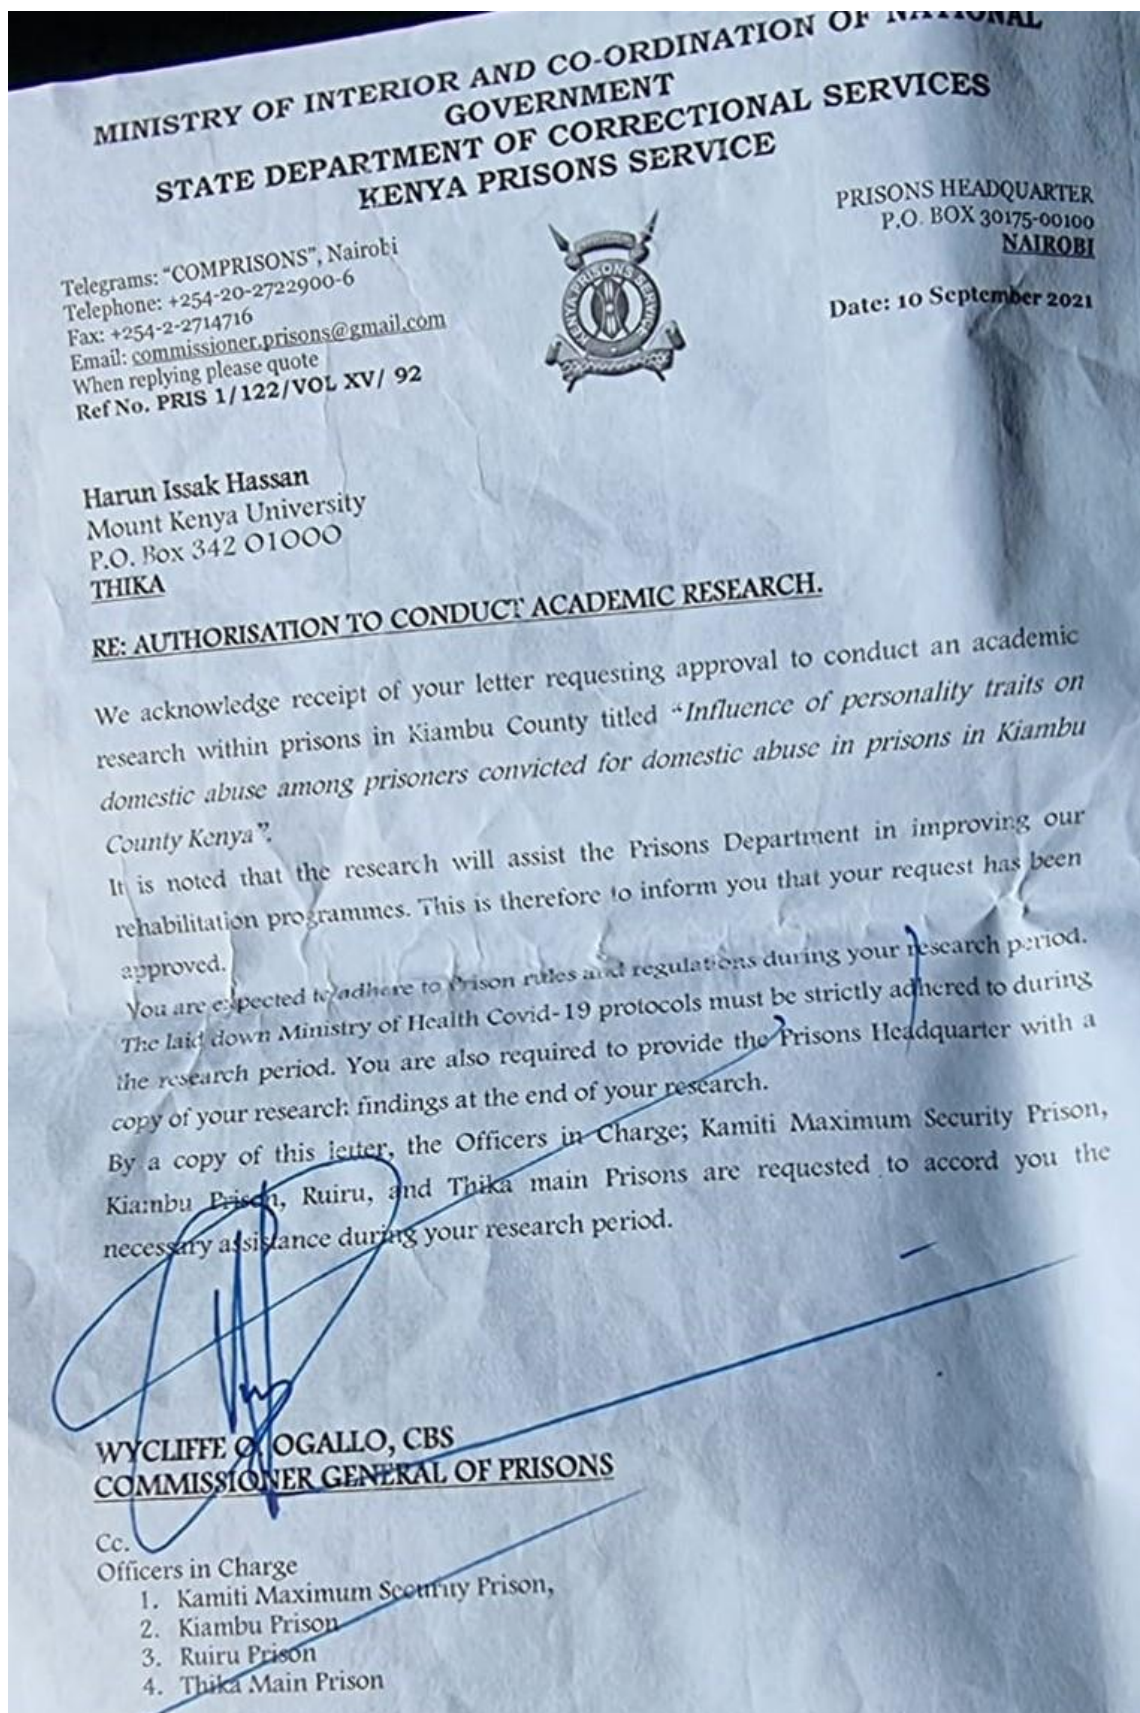 MINISTRY OF INTERIOR AND CO-ORDINATION OF NATIONAL
GOVERNMENT
STATE DEPARTMENT OF CORRECTIONAL SERVICES
KENYA PRISONS SERVICE
PRISONS HEADQUARTER
P.O. BOX 30175-00100
NAIROBI
Date: 10 September 2021
Telegrams: "COMPRISONS", Nairobi
Telephone: +254-20-2722900-6
Fax: +254-2-2714716
Email: commissioner.prisons@gmail.com
When replying please quote
Ref No. PRIS 1/122/VOL XV/ 92
KENYA PRISONS SERVICE
Harun Issak Hassan
Mount Kenya University
P.O. Box 342 01000
THIKA
RE: AUTHORISATION TO CONDUCT ACADEMIC RESEARCH.
We acknowledge receipt of your letter requesting approval to conduct an academic
research within prisons in Kiambu County titled "Influence of personality traits on
domestic abuse among prisoners convicted for domestic abuse in prisons in Kiambu
County Kenya".
It is noted that the research will assist the Prisons Department in improving our
rehabilitation programmes. This is therefore to inform you that your request has been
approved.
You are expected to adhere to Prison rules and regulations during your research period.
The laid down Ministry of Health Covid-19 protocols must be strictly adhered to during
the research period. You are also required to provide the Prisons Headquarter with a
copy of your research findings at the end of your research.
By a copy of this letter, the Officers in Charge; Kamiti Maximum Security Prison,
Kiambu Prison, Ruiru, and Thika main Prisons are requested to accord you the
necessary assistance during your research period.
WYCLIFFE O. OGALLO, CBS
COMMISSIONER GENERAL OF PRISONS
Cc.
Officers in Charge
1. Kamiti Maximum Security Prison,
2. Kiambu Prison
3. Ruiru Prison
4. Thika Main Prison